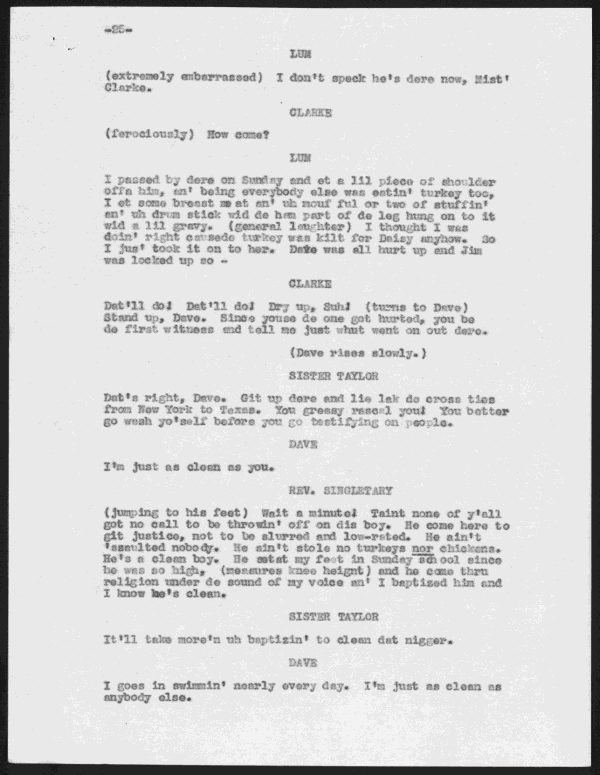 -25-
LUM
(extremely embarrassed) I don't speck he's dere now, Mist'
Clarke.
CLARKE
(ferociously) How come?
LUM
I passed by dere on Sunday and et a lil piece of shoulder
offa him, an' being everybody else was eatin' turkey too,
I et some breast meat an' uh mouf ful or two of stuffin'
an' uh drum stick wid de ham part of de leg hung on to it
wid a lil gravy. (general laughter) I thought I was
doin' right causede turkey was kilt for Daisy anyhow. So
I jus' took it on to her. Dave was all hurt up and Jim
was locked up so -
CLARKE
Dat'll do! Dat'll do! Dry up, Suh! (turns to Dave)
Stand up, Dave. Since youse de one got hurted, you be
de first witness and tell me just whut went on out dere.
(Dave rises slowly.)
SISTER TAYLOR
Dat's right, Dave. Git up dere and lie lak de cross ties
from New York to Texas. You greasy rascal you! You better
go wash yo'self before you go testifying on people.
DAVE
I'm just as clean as you.
REV. SINGLETARY
(jumping to his feet) Wait a minute! Taint none of y'all
got no call to be throwin' off on dis boy. He come here to
git justice, not to be slurred and low-rated. He ain't
'ssaulted nobody. He ain't stole no turkeys nor chickens.
He's a clean boy. He setat my feet in Sunday school since
he was so high, (measures knee heignt) and he come thru
religion under de sound of my voice an' I baptized him and
I know he's clean.
SISTER TAYLOR
It'll take more'n uh baptizin' to clean dat nigger.
DAVE
I goes in swimmin' nearly every day. I'm just as clean as
anybody else.